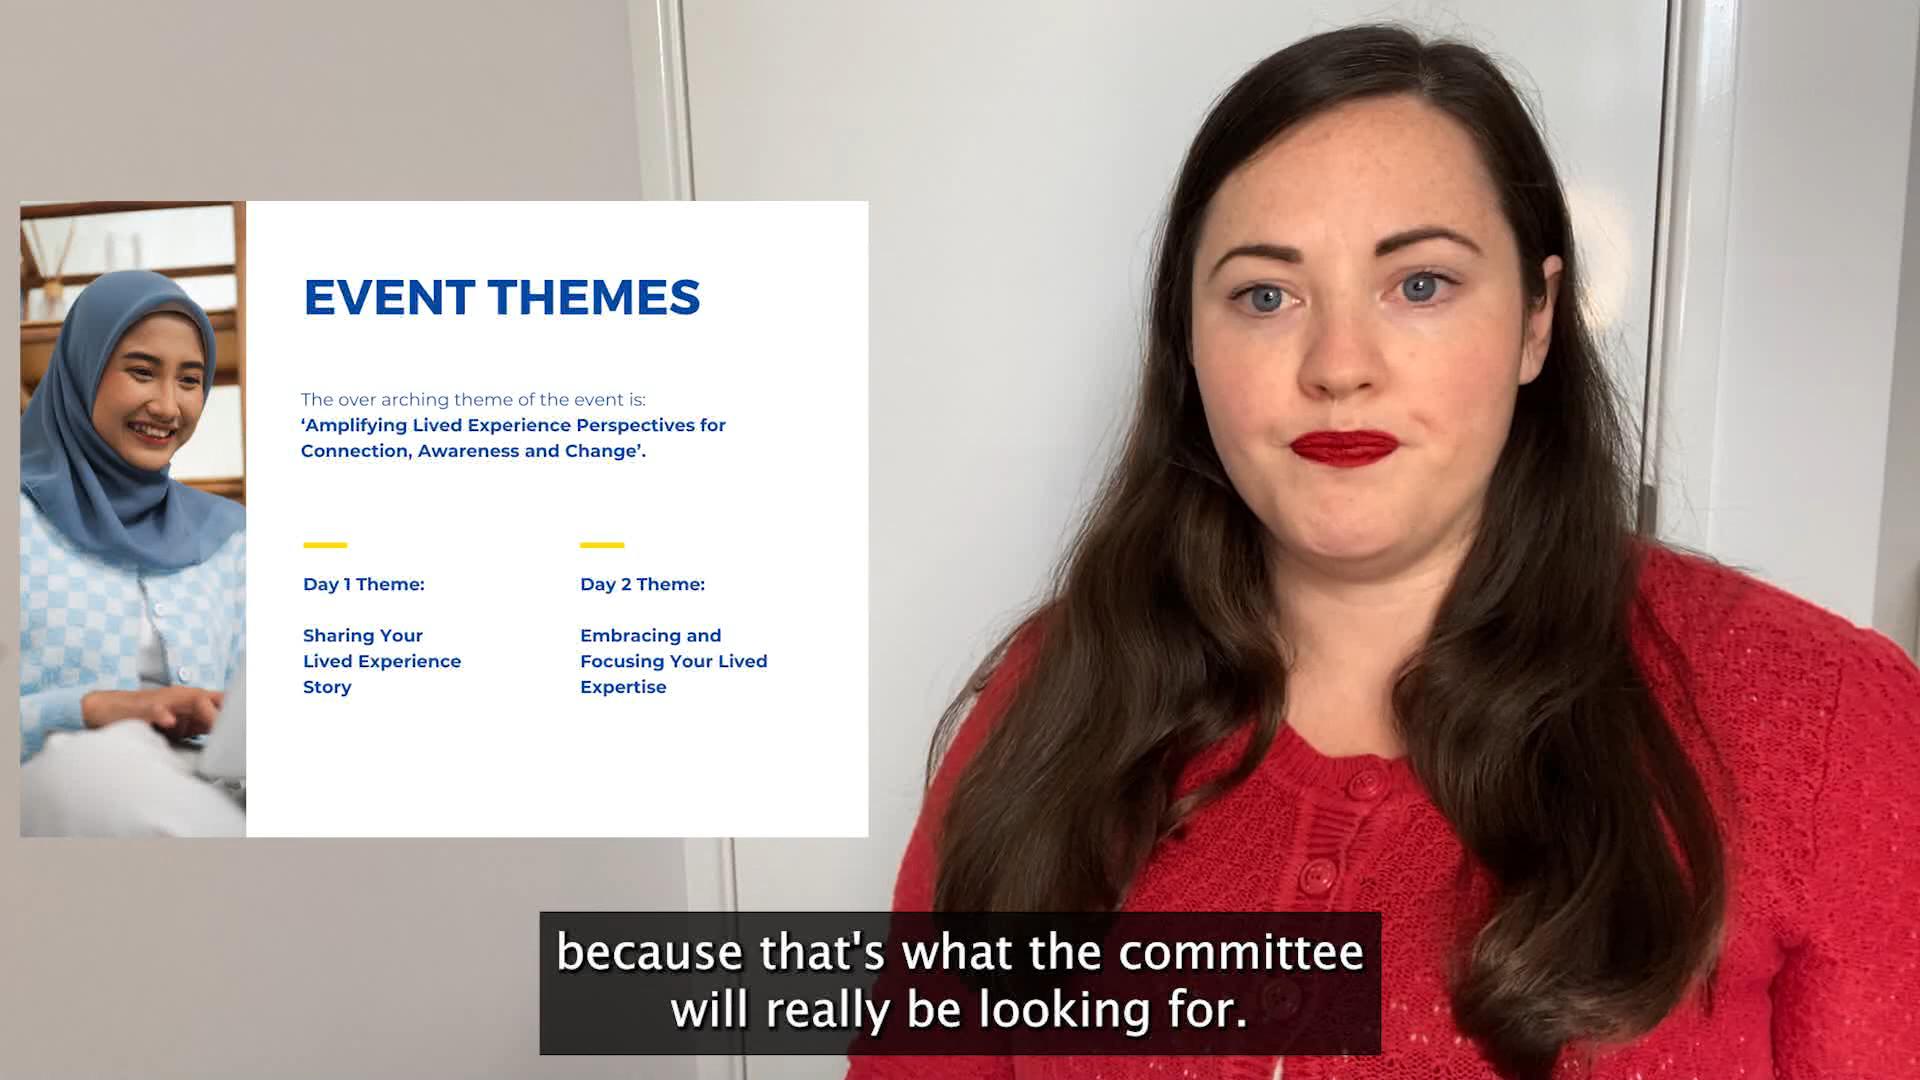 EVENT THEMES
The over arching theme of the event is:
‘Amplifying Lived Experience Perspectives for
Connection, Awareness and Change’.
Day 1 Theme:
Sharing Your
Lived Experience
Story
Day 2 Theme:
Embracing and
Focusing Your Lived
Expertise
because that's what the committee
will really be looking for.